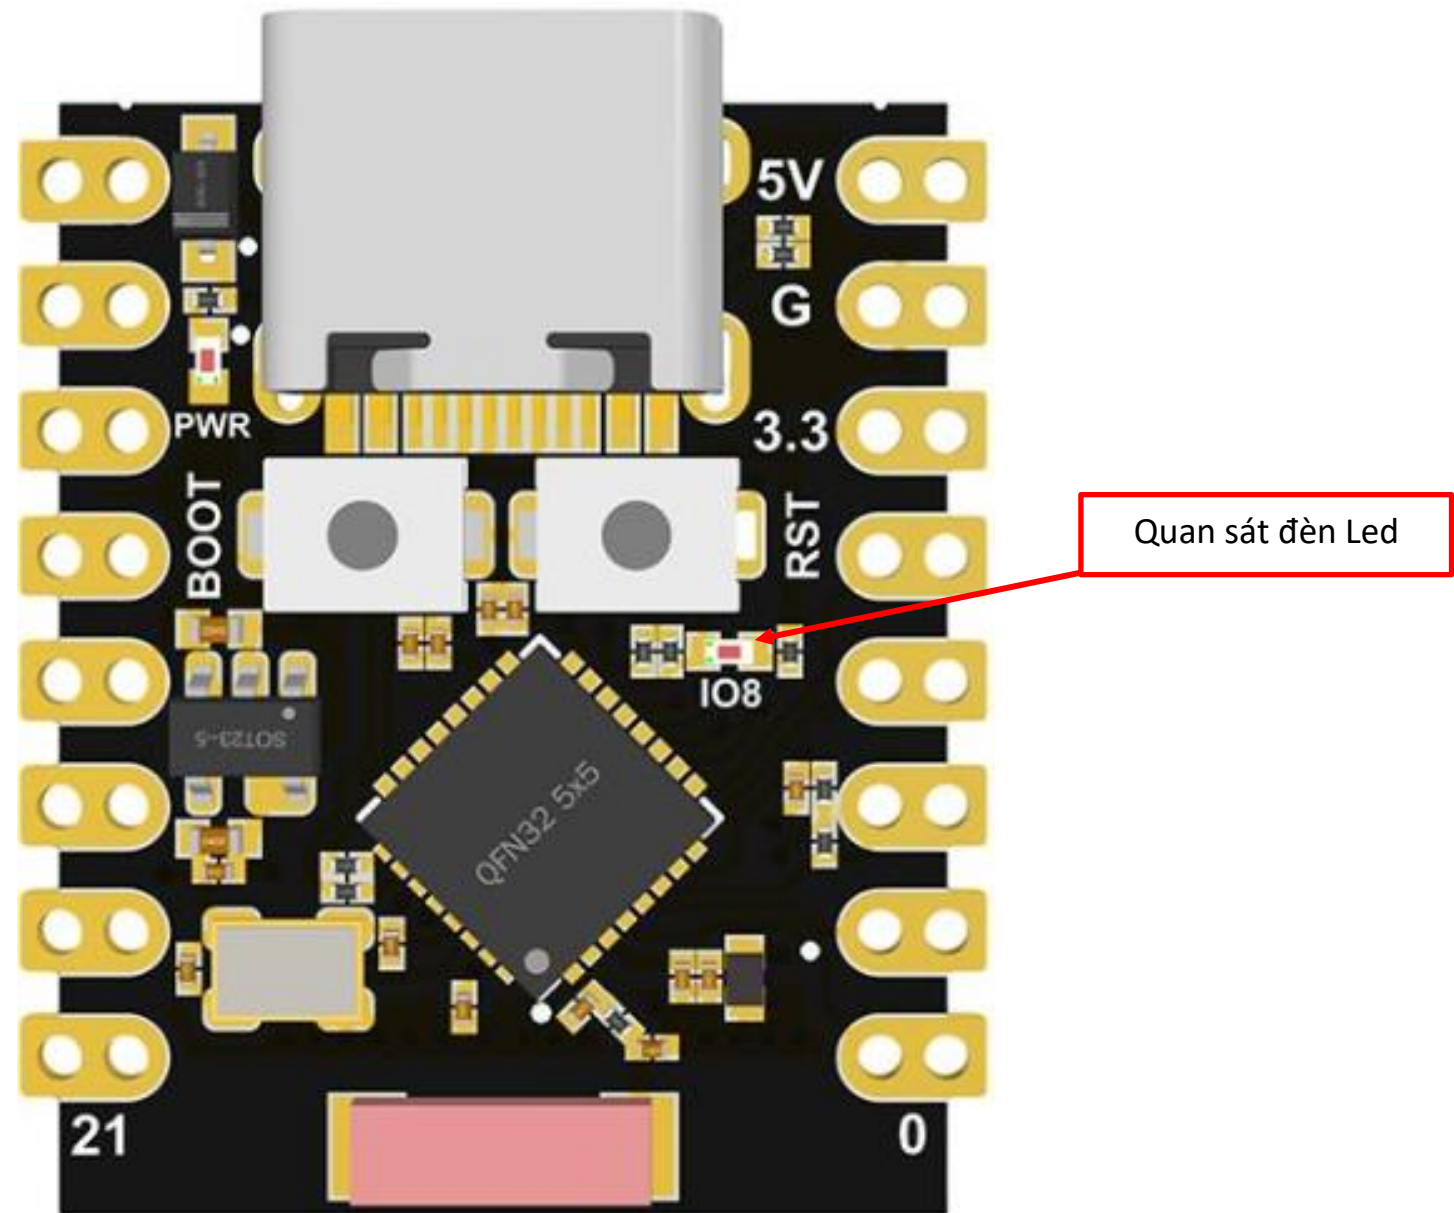 5V
G
PWR
3.3
BOOT
RST
Quan sát đèn Led
IO8
SOT23-5
QFN32 5x5
21
0